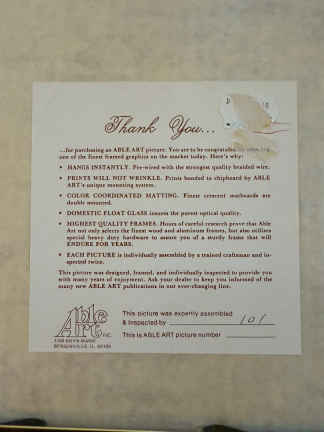 Thank You...
...for purchasing an ABLE ART picture. You are to be congratulated
one of the finest framed graphics on the market today. Here's why:
• HANGS INSTANTLY. Pre-wired with the strongest quality braided wire.
• PRINTS WILL NOT WRINKLE. Prints bonded to chipboard by ABLE
ART's unique mounting system.
• COLOR COORDINATED MATTING. Finest colored matboards are
double mounted.
• DOMESTIC FLOAT GLASS insures the purest optical quality.
• HIGHEST QUALITY FRAMES. Hours of careful research prove that Able
Art not only selects the finest wood and aluminum frames, but also utilizes
special heavy duty hardware to assure you of a sturdy frame that will
ENDURE FOR YEARS.
• EACH PICTURE is individually assembled by a trained craftsman and in-
spected twice.
This picture was designed, framed, and individually inspected to provide you
with many years of enjoyment. Ask your dealer to keep you informed of the
many new ABLE ART publications in our ever-changing line.
Able
Art INC.
BENSENVILLE, IL
This picture was expertly assembled
& inspected by 101
This is ABLE ART picture number